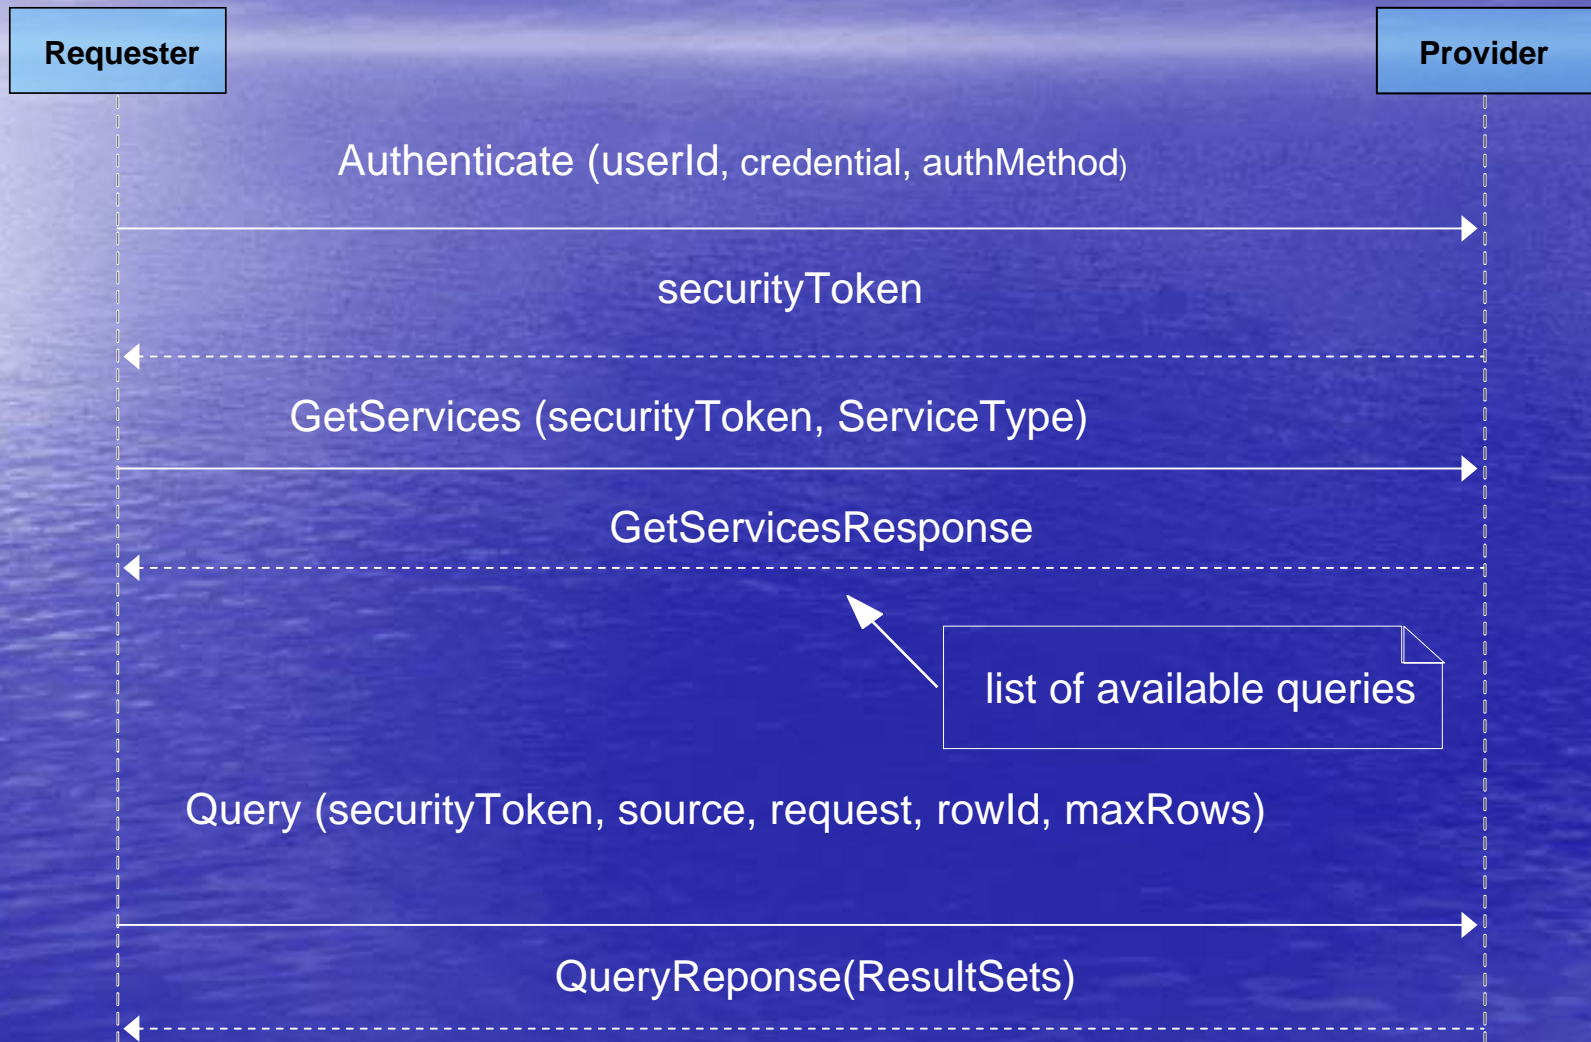 Requester
Provider
Authenticate (userId, credential, authMethod)
securityToken
GetServices (securityToken, ServiceType)
GetServicesResponse
list of available queries
Query (securityToken, source, request, rowId, maxRows)
QueryReponse(ResultSets)